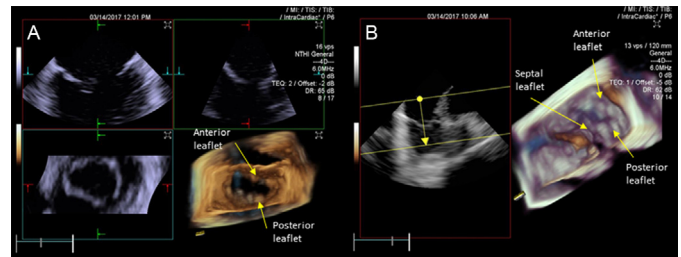 A
03/14/2017 12:01 PM
/ MI: / TIS: / TIB:
/ IntraCardiac* / P6
16 vps
NTHI General
—4D—
6.0MHz
0 dB
TEQ: 2 / Offset: -2 dB
DR: 65 dB
8 / 17
Anterior
leaflet
Posterior
leaflet
B
03/14/2017 10:06 AM
/ MI: / TIS: / TIB:
/ IntraCardiac* / P6
13 vps / 120 mm
General
—4D—
6.0MHz
0 dB
TEQ: 1 / Offset: -5 dB
DR: 62 dB
10 / 14
Anterior
leaflet
Septal
leaflet
Posterior
leaflet